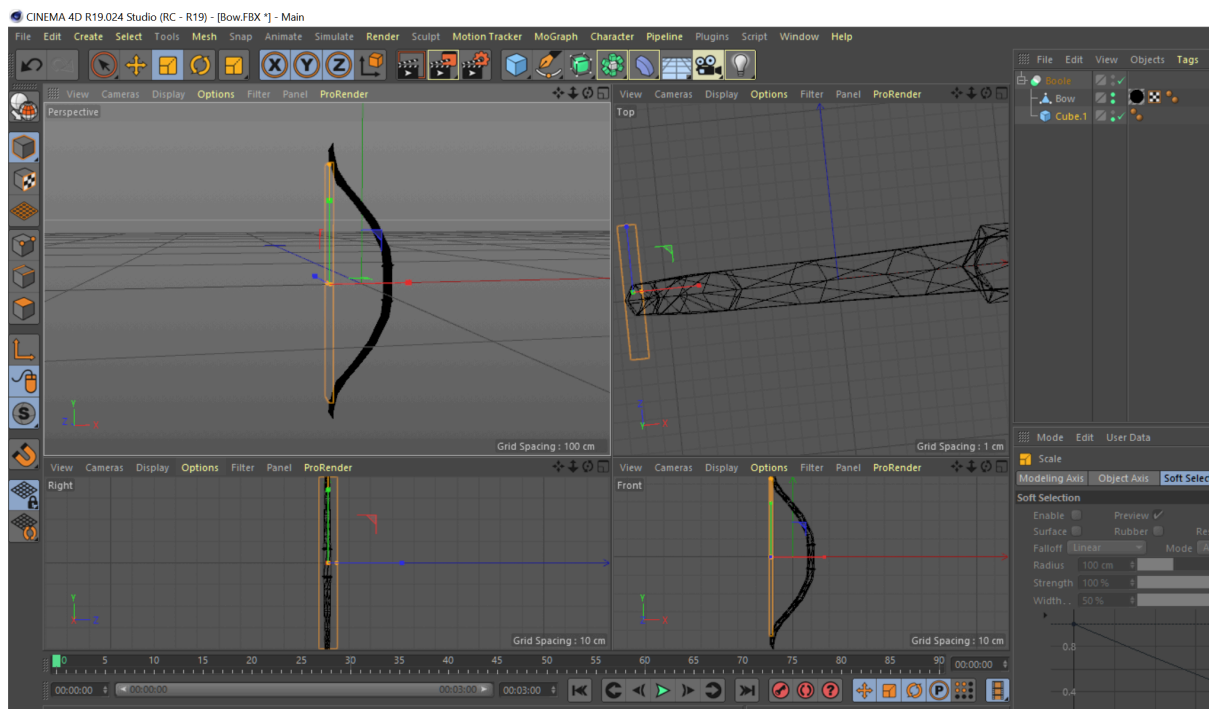 CINEMA 4D R19.024 Studio (RC - R19) - [Bow.FBX *] - Main
File Edit Create Select Tools Mesh Snap Animate Simulate Render Sculpt Motion Tracker MoGraph Character Pipeline Plugins Script Window Help
X Y Z
File Edit View Objects Tags
Boole
Bow
Cube.1
View Cameras Display Options Filter Panel ProRender
Perspective
Y
Z X
Grid Spacing : 100 cm
View Cameras Display Options Filter Panel ProRender
Top
Z
Y X
Grid Spacing : 1 cm
View Cameras Display Options Filter Panel ProRender
Right
Y
X Z
Grid Spacing : 10 cm
View Cameras Display Options Filter Panel ProRender
Front
Y
Z X
Grid Spacing : 10 cm
S
Mode Edit User Data
Scale
Modeling Axis Object Axis Soft Selec
Soft Selection
Enable Preview
Surface Rubber Re
Falloff Linear Mode A
Radius 100 cm
Strength 100 %
Width . . 50 %
0.8
0.4
0 5 10 15 20 25 30 35 40 45 50 55 60 65 70 75 80 85 90 00:00:00
00:00:00 00:00:00 00:03:00 00:03:00 ? P